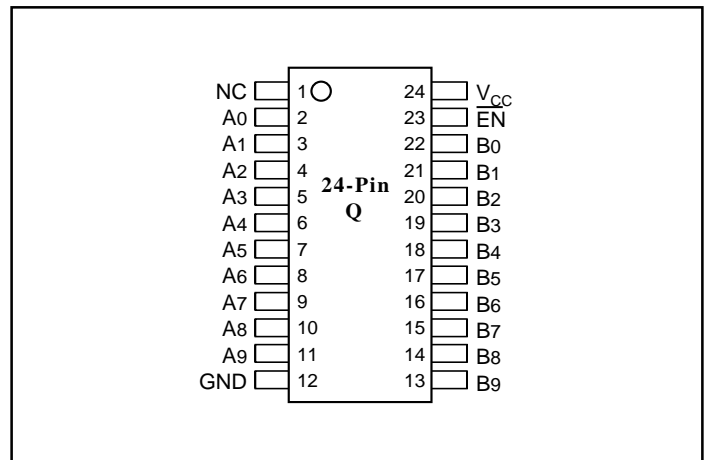 NC 1 24 VCC
A0 2 23 E̅N̅
A1 3 22 B0
A2 4 21 B1
A3 5 24-Pin 20 B2
A4 6 Q 19 B3
A5 7 18 B4
A6 8 17 B5
A7 9 16 B6
A8 10 15 B7
A9 11 14 B8
GND 12 13 B9